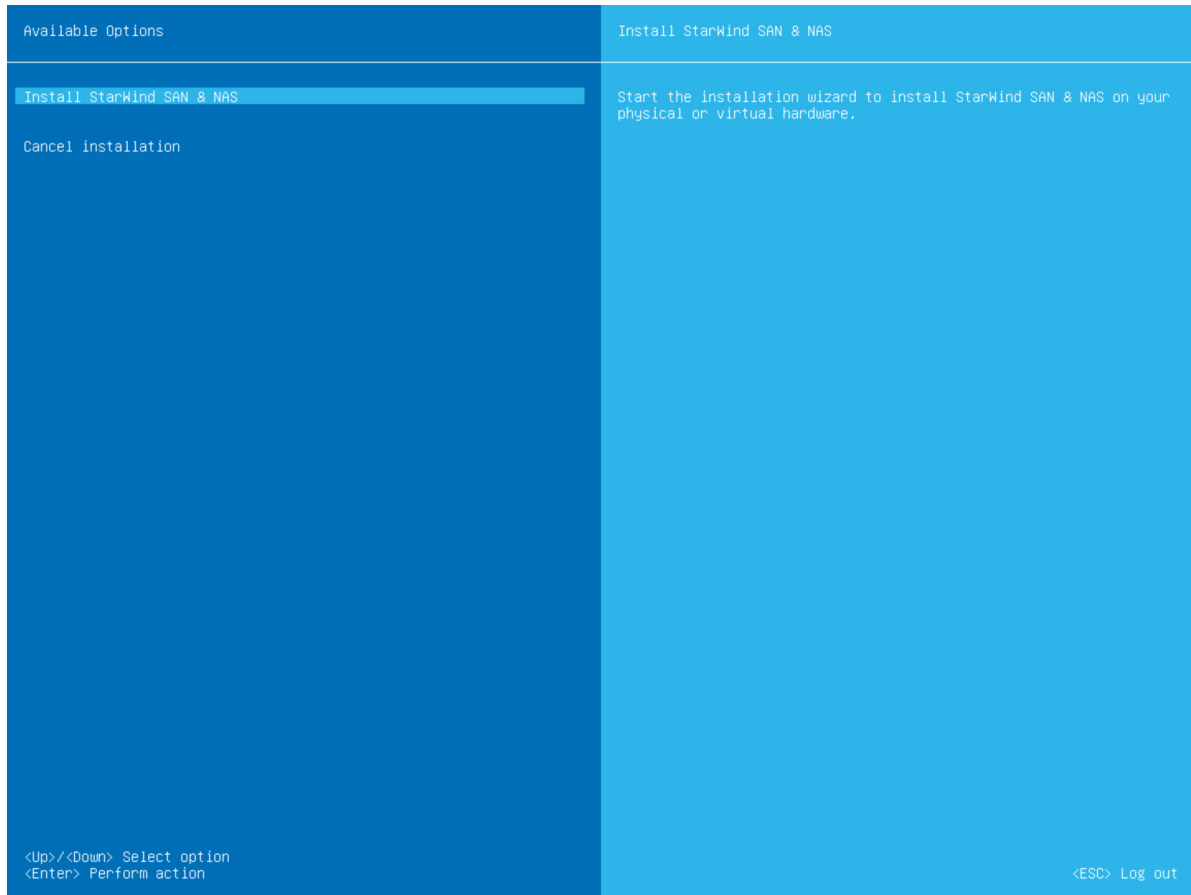 Available Options
Install StarWind SAN & NAS
Install StarWind SAN & NAS
Cancel installation
Start the installation wizard to install StarWind SAN & NAS on your
physical or virtual hardware.
<Up>/<Down> Select option
<Enter> Perform action
<ESC> Log out